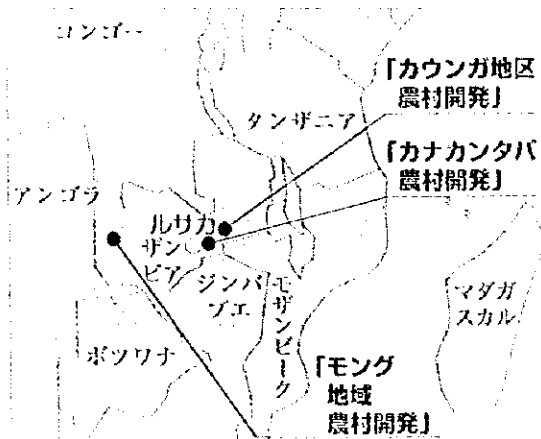 コンゴー
「カウンガ地区
農村開発」
タンザニア
「カナカンタパ
農村開発」
アンゴラ
ルサカ
ザン
ビア
ジンバ
ブエ
モザンビーク
マダガ
スカル
ボツワナ
「モング
地域
農村開発」